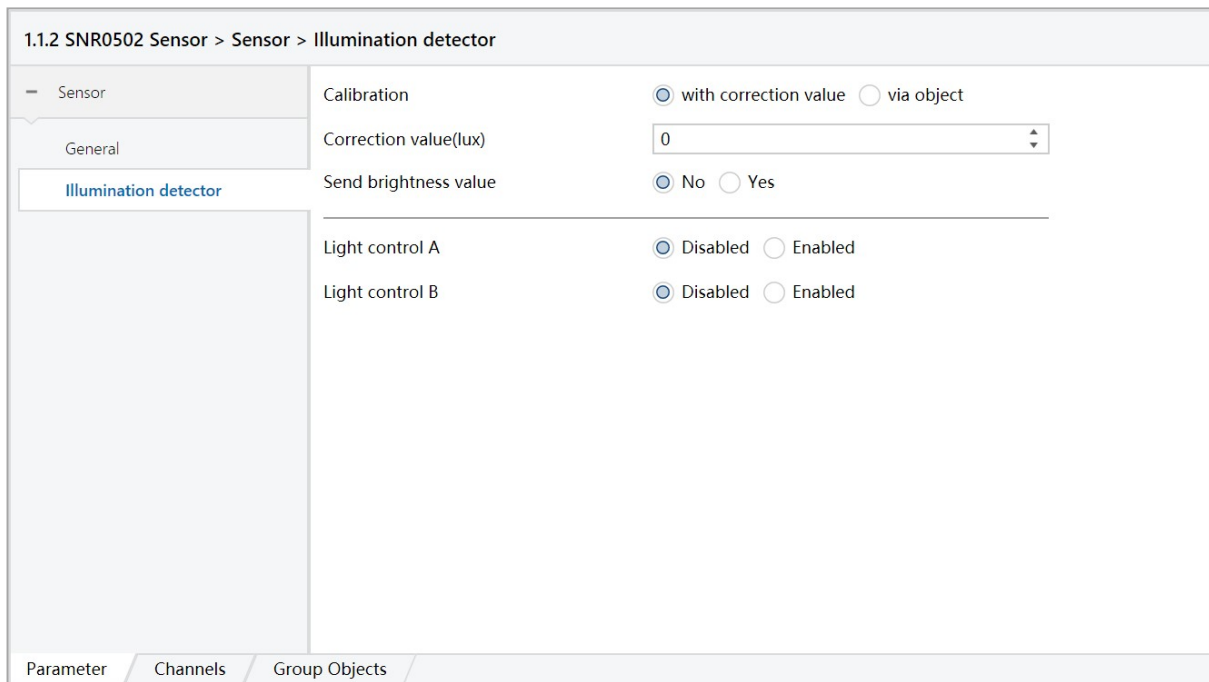 1.1.2 SNR0502 Sensor > Sensor > Illumination detector
Sensor
General
Illumination detector
Calibration with correction value via object
Correction value(lux) 0
Send brightness value No Yes
Light control A Disabled Enabled
Light control B Disabled Enabled
Parameter Channels Group Objects